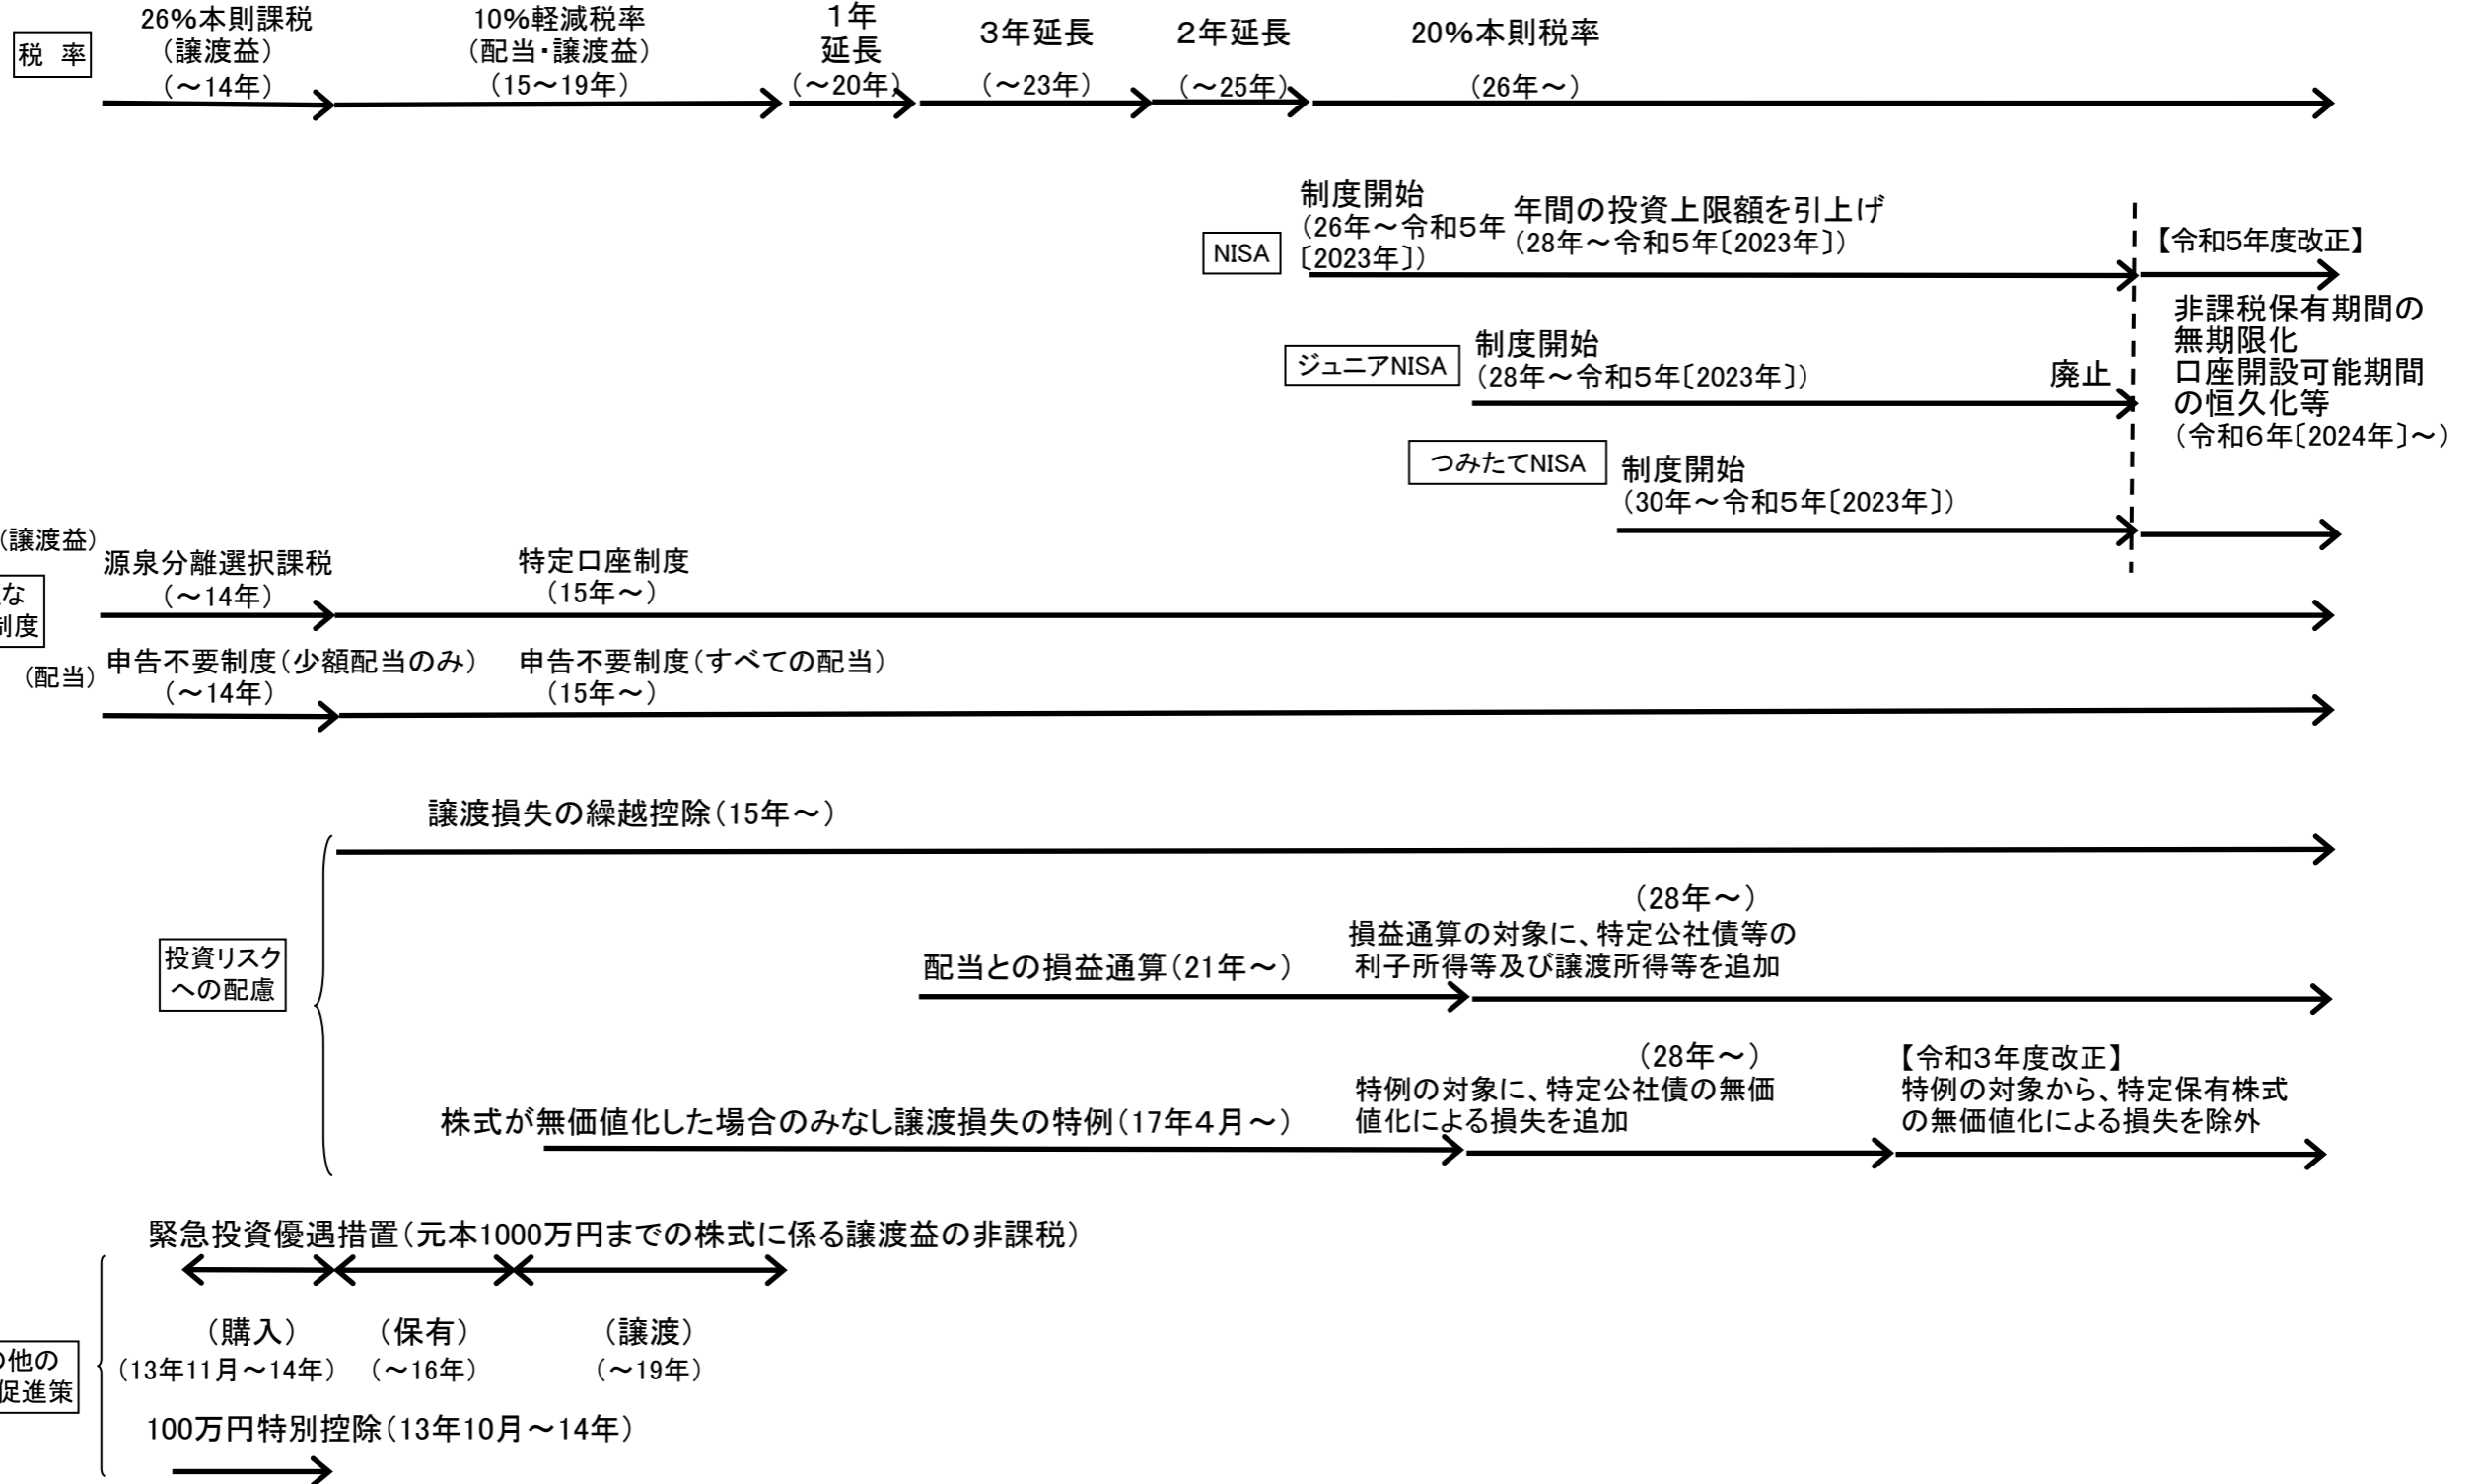 税　率
26％本則課税
（譲渡益）
（～14年）
10％軽減税率
（配当・譲渡益）
（15～19年）
１年
延長
（～20年）
３年延長
（～23年）
２年延長
（～25年）
20％本則税率
（26年～）
NISA
制度開始
（26年～令和５年
〔2023年〕）
年間の投資上限額を引上げ
（28年～令和５年〔2023年〕）
【令和５年度改正】
非課税保有期間の
無期限化
口座開設可能期間
の恒久化等
（令和６年〔2024年〕～）
ジュニアNISA
制度開始
（28年～令和５年〔2023年〕）
廃止
つみたてNISA
制度開始
（30年～令和５年〔2023年〕）
（譲渡益）
な
制度
源泉分離選択課税
（～14年）
特定口座制度
（15年～）
（配当）
申告不要制度（少額配当のみ）
（～14年）
申告不要制度（すべての配当）
（15年～）
投資リスク
への配慮
譲渡損失の繰越控除（15年～）
配当との損益通算（21年～）
（28年～）
損益通算の対象に、特定公社債等の
利子所得等及び譲渡所得等を追加
株式が無価値化した場合のみなし譲渡損失の特例（17年４月～）
（28年～）
特例の対象に、特定公社債の無価
値化による損失を追加
【令和３年度改正】
特例の対象から、特定保有株式
の無価値化による損失を除外
の他の
促進策
緊急投資優遇措置（元本1000万円までの株式に係る譲渡益の非課税）
（購入）
（13年11月～14年）
（保有）
（～16年）
（譲渡）
（～19年）
100万円特別控除（13年10月～14年）